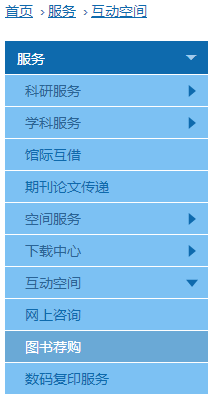 首页 › 服务 › 互动空间
服务
科研服务
学科服务
馆际互借
期刊论文传递
空间服务
下载中心
互动空间
网上咨询
图书荐购
数码复印服务